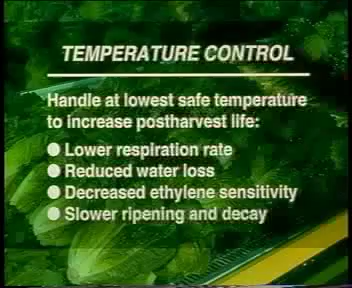 TEMPERATURE CONTROL
Handle at lowest safe temperature
to increase postharvest life:
● Lower respiration rate
● Reduced water loss
● Decreased ethylene sensitivity
● Slower ripening and decay